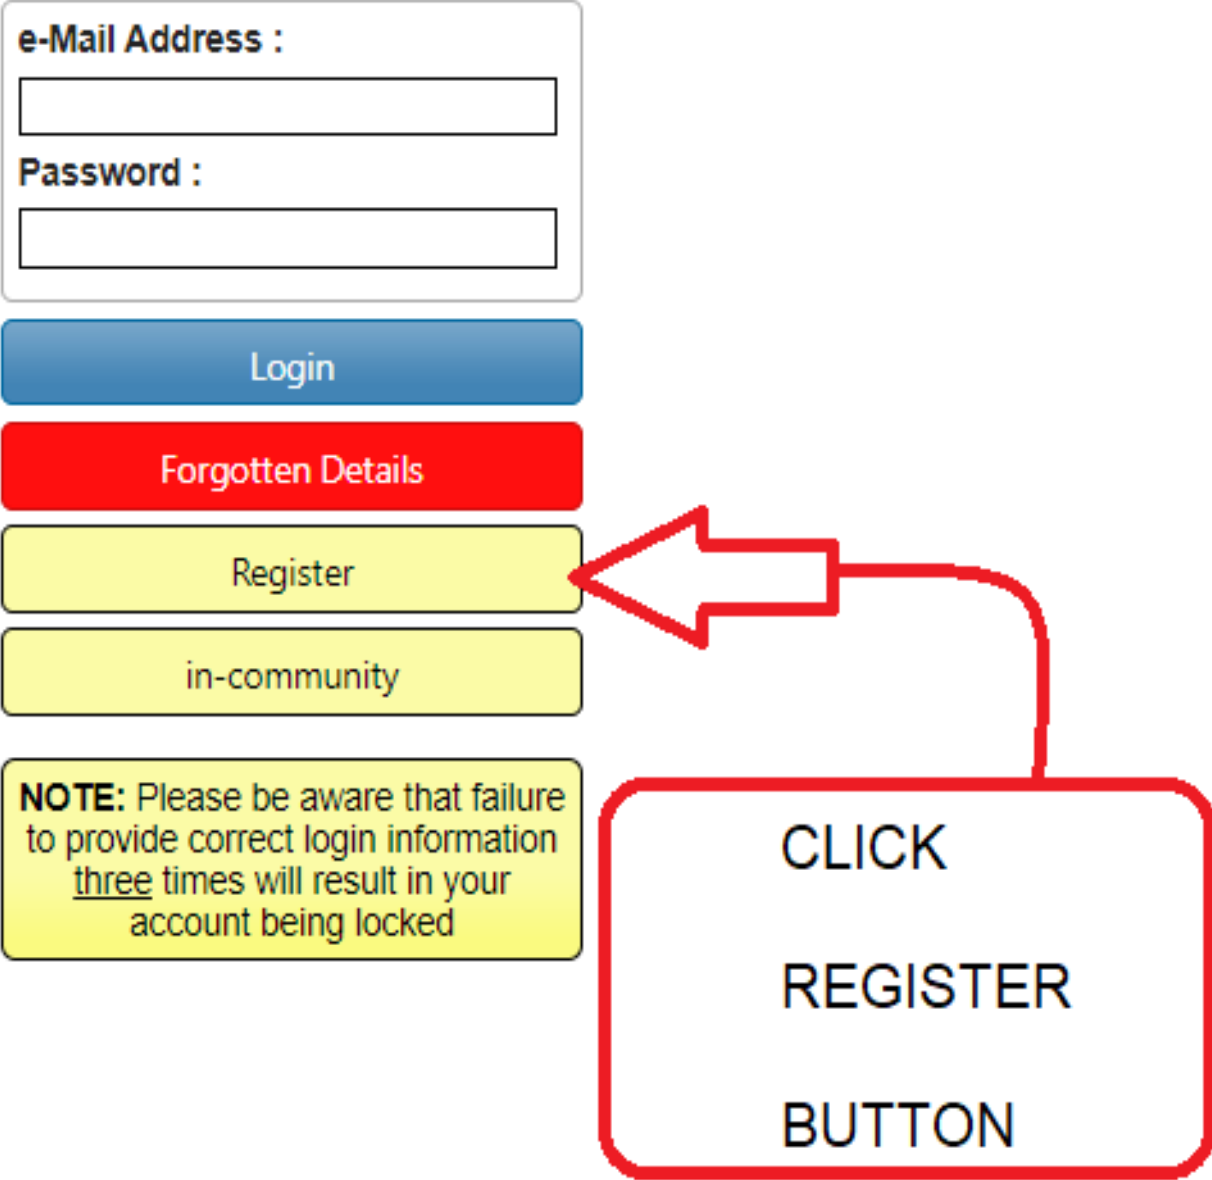 e-Mail Address :
Password :
Login
Forgotten Details
Register
in-community
NOTE: Please be aware that failure
to provide correct login information
three times will result in your
account being locked
CLICK
REGISTER
BUTTON